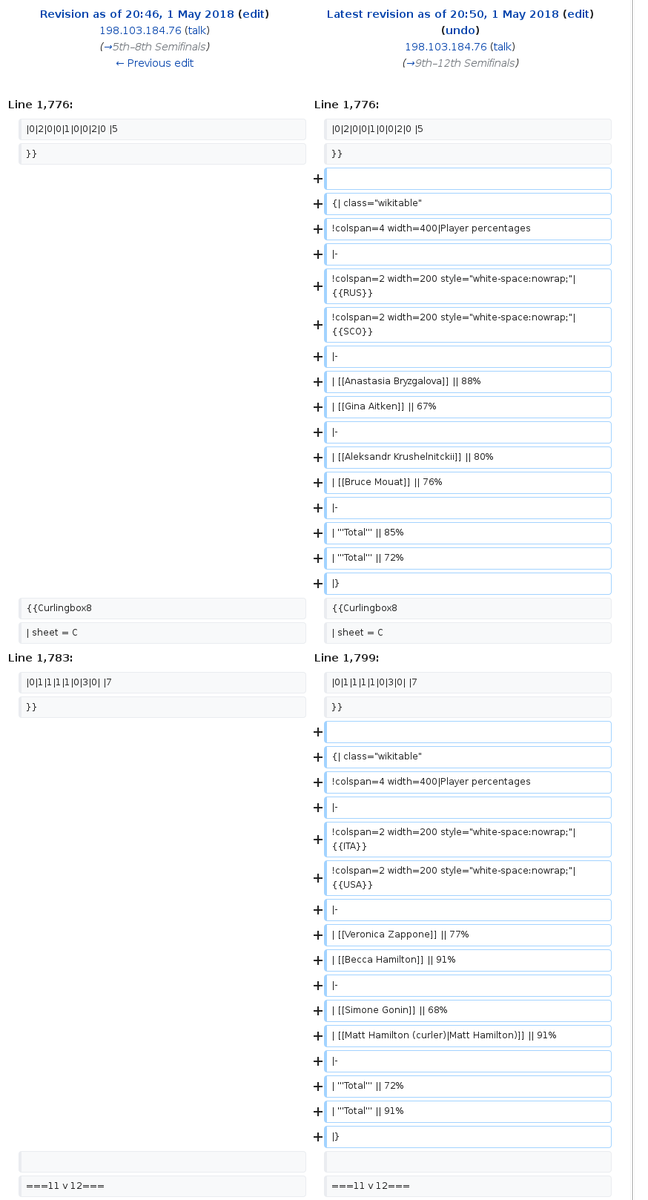 Revision as of 20:46, 1 May 2018 (edit)
198.103.184.76 (talk)
(→5th–8th Semifinals)
← Previous edit
Latest revision as of 20:50, 1 May 2018 (edit)
(undo)
198.103.184.76 (talk)
(→9th–12th Semifinals)
Line 1,776:
Line 1,776:
|0|2|0|0|1|0|0|2|0 |5
|0|2|0|0|1|0|0|2|0 |5
}}
}}
+
+ {| class="wikitable"
+ !colspan=4 width=400|Player percentages
+ |-
+ !colspan=2 width=200 style="white-space:nowrap;"|
{{RUS}}
+ !colspan=2 width=200 style="white-space:nowrap;"|
{{SCO}}
+ |-
+ | [[Anastasia Bryzgalova]] || 88%
+ | [[Gina Aitken]] || 67%
+ |-
+ | [[Aleksandr Krushelnitckii]] || 80%
+ | [[Bruce Mouat]] || 76%
+ |-
+ | '''Total''' || 85%
+ | '''Total''' || 72%
+ |}
{{Curlingbox8
{{Curlingbox8
| sheet = C
| sheet = C
Line 1,783:
Line 1,799:
|0|1|1|1|1|0|3|0| |7
|0|1|1|1|1|0|3|0| |7
}}
}}
+
+ {| class="wikitable"
+ !colspan=4 width=400|Player percentages
+ |-
+ !colspan=2 width=200 style="white-space:nowrap;"|
{{ITA}}
+ !colspan=2 width=200 style="white-space:nowrap;"|
{{USA}}
+ |-
+ | [[Veronica Zappone]] || 77%
+ | [[Becca Hamilton]] || 91%
+ |-
+ | [[Simone Gonin]] || 68%
+ | [[Matt Hamilton (curler)|Matt Hamilton)]] || 91%
+ |-
+ | '''Total''' || 72%
+ | '''Total''' || 91%
+ |}
===11 v 12===
===11 v 12===